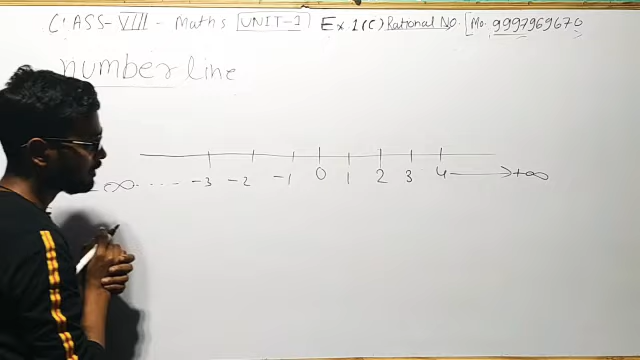 CLASS-VIII - Maths UNIT-1 Ex 1(C) Rational NO. [Mo. 9997969670
number line
∞ ..... -3 -2 -1 0 1 2 3 4 → +∞